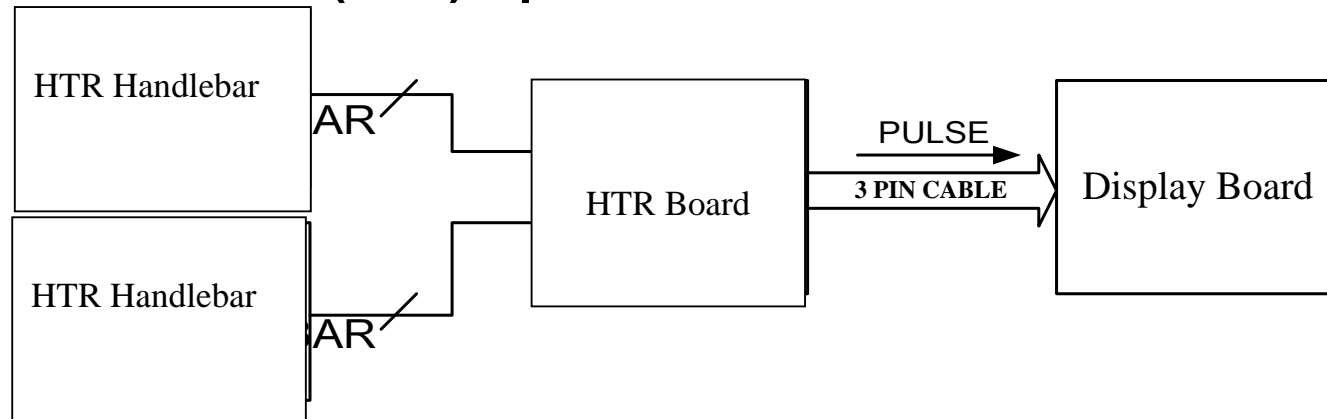 HTR Handlebar
AR
HTR Board
PULSE
3 PIN CABLE
Display Board
HTR Handlebar
AR